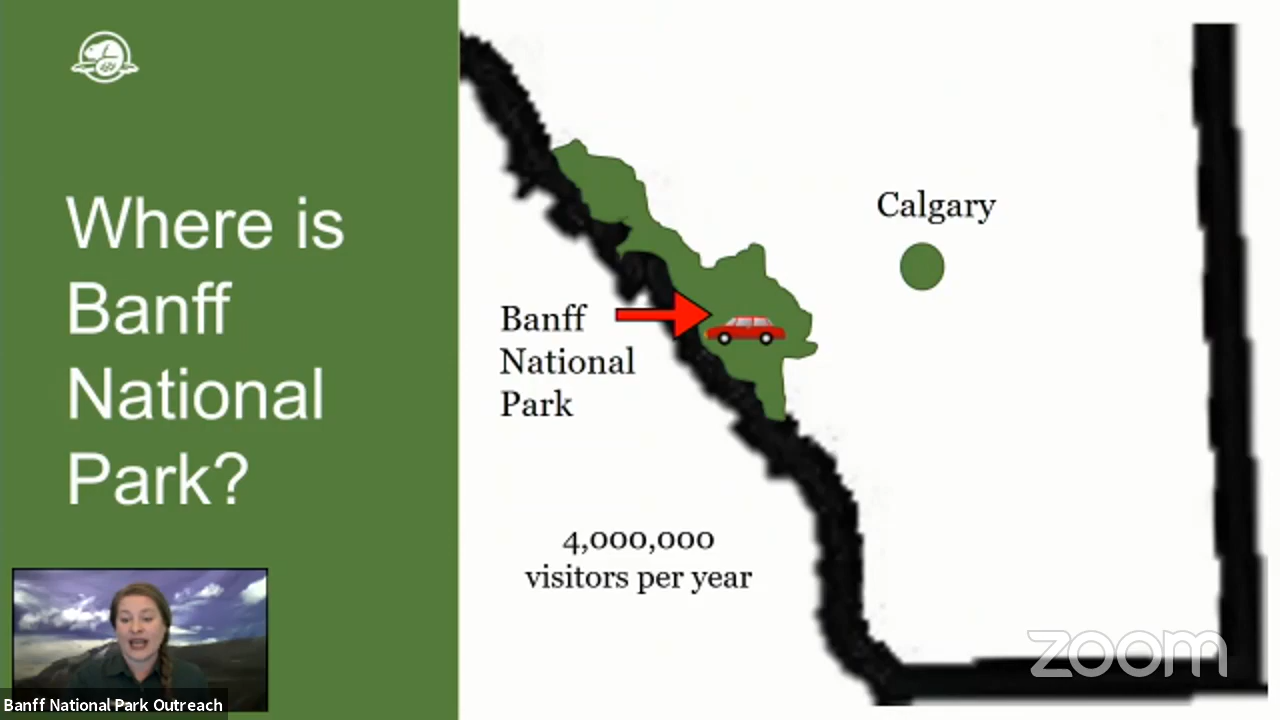 Where is
Banff
National
Park?
Calgary
Banff
National
Park
4,000,000
visitors per year
zoom
Banff National Park Outreach